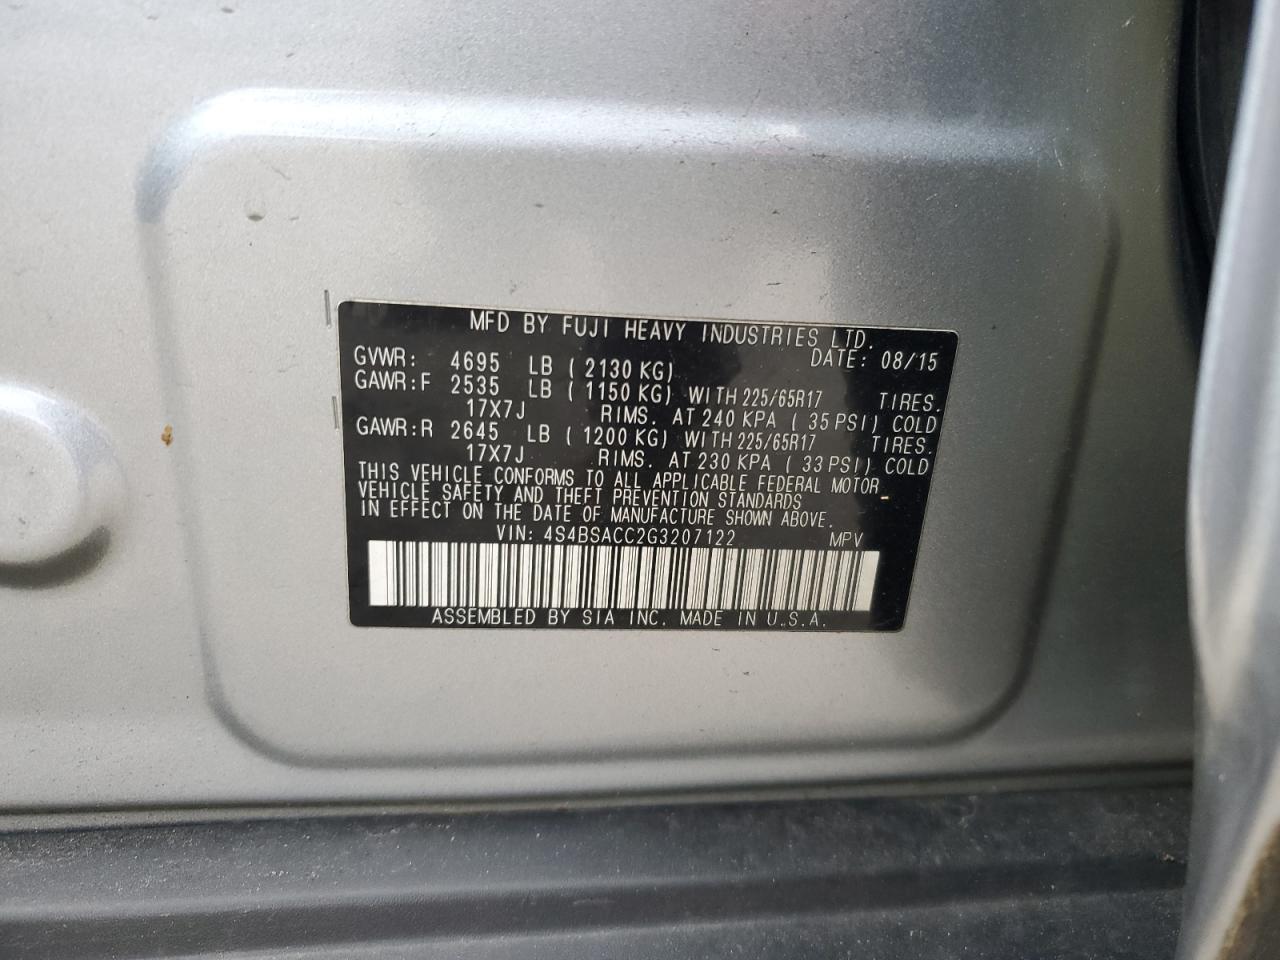 MFD BY FUJI HEAVY INDUSTRIES LTD.
DATE: 08/15
GVWR: 4695 LB ( 2130 KG)
GAWR:F 2535 LB ( 1150 KG) WITH 225/65R17 TIRES.
17X7J RIMS. AT 240 KPA ( 35 PSI) COLD
GAWR:R 2645 LB ( 1200 KG) WITH 225/65R17 TIRES.
17X7J RIMS. AT 230 KPA ( 33 PSI) COLD
THIS VEHICLE CONFORMS TO ALL APPLICABLE FEDERAL MOTOR
VEHICLE SAFETY AND THEFT PREVENTION STANDARDS
IN EFFECT ON THE DATE OF MANUFACTURE SHOWN ABOVE.
VIN: 4S4BSACC2G3207122 MPV
ASSEMBLED BY SIA INC. MADE IN U.S.A.